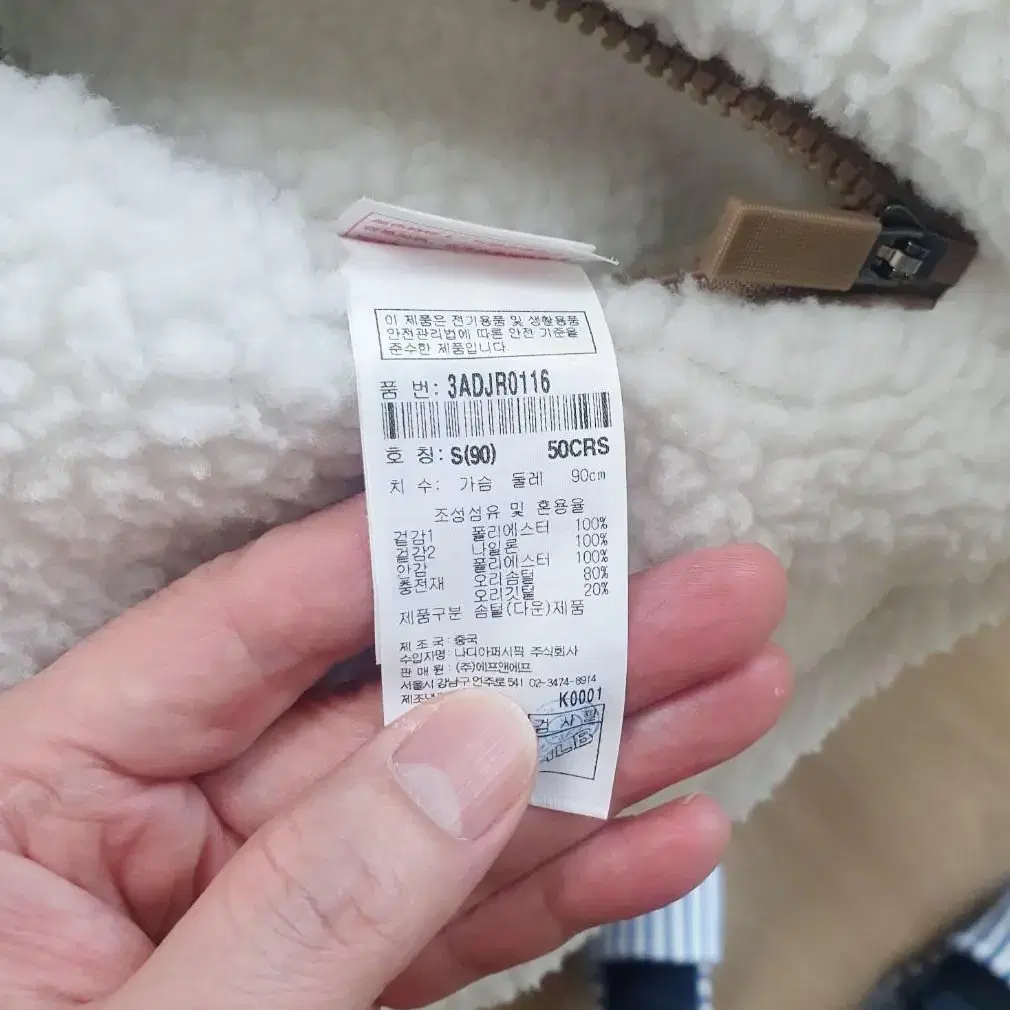 이 제품은 전기용품 및 생활용품
안전관리법에 따른 안전 기준을
준수한 제품입니다.
품 번: 3ADJR0116
호 칭: S(90) 50CRS
치 수: 가슴 둘레 90cm
조성섬유 및 혼용율
겉감1 폴리에스터 100%
겉감2 나일론 100%
안감 폴리에스터 100%
충전재 오리솜털 80%
오리깃털 20%
제품구분 솜털(다운)제품
제 조 국: 중국
수입자명: 나디아퍼시픽 주식회사
판 매 원: (주)에프앤에프
서울시 강남구 언주로 541 02-3474-8914
K0001
검 사